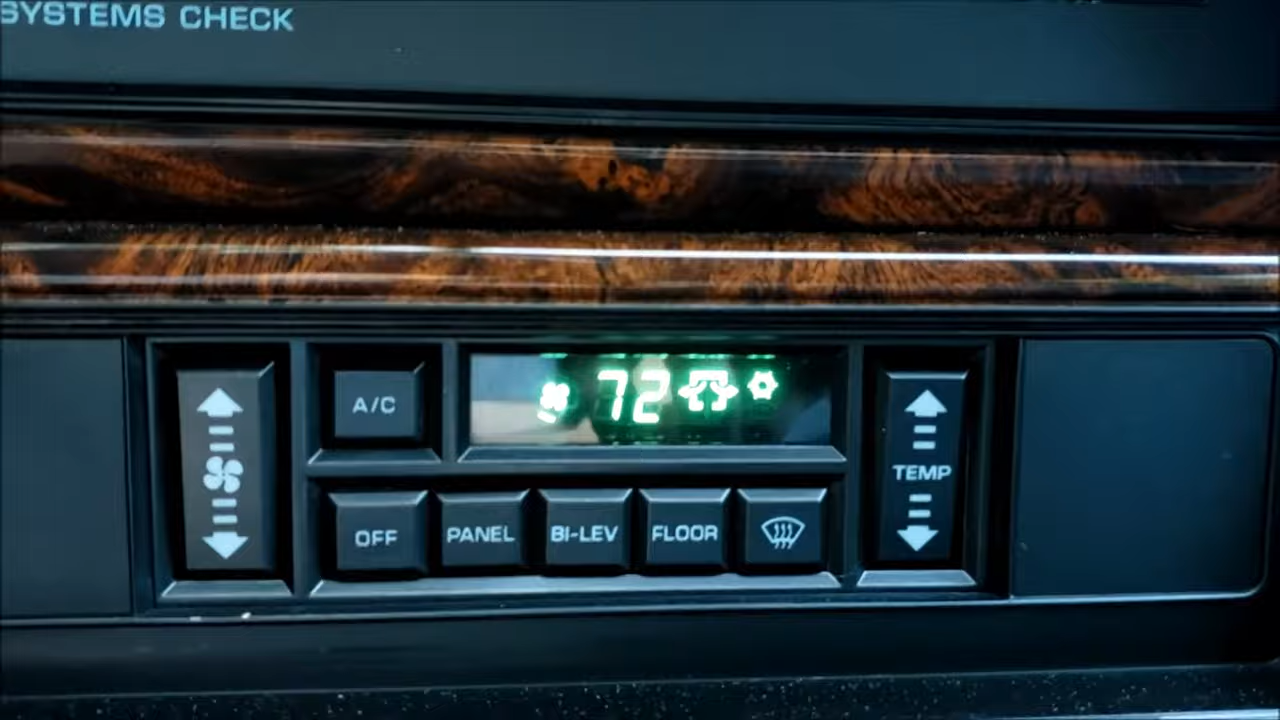 SYSTEMS CHECK
A/C
72
TEMP
OFF PANEL BI-LEV FLOOR